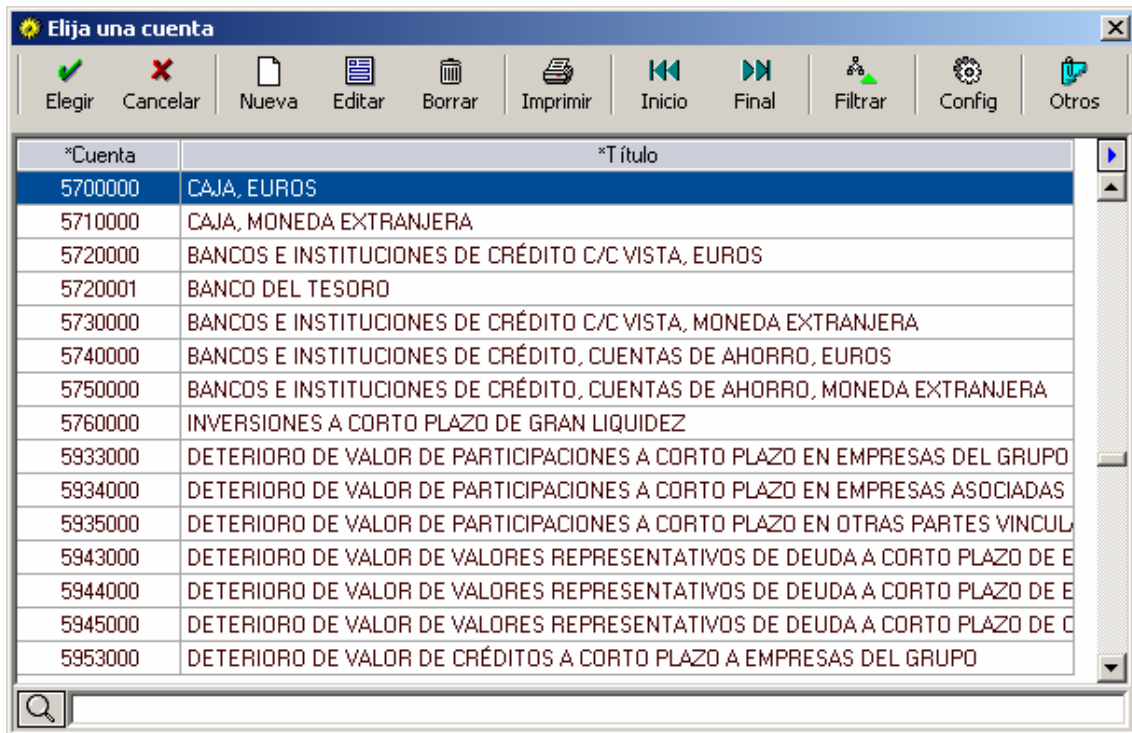 Elija una cuenta
Elegir Cancelar Nueva Editar Borrar Imprimir Inicio Final Filtrar Config Otros
*Cuenta *Título
5700000 CAJA, EUROS
5710000 CAJA, MONEDA EXTRANJERA
5720000 BANCOS E INSTITUCIONES DE CRÉDITO C/C VISTA, EUROS
5720001 BANCO DEL TESORO
5730000 BANCOS E INSTITUCIONES DE CRÉDITO C/C VISTA, MONEDA EXTRANJERA
5740000 BANCOS E INSTITUCIONES DE CRÉDITO, CUENTAS DE AHORRO, EUROS
5750000 BANCOS E INSTITUCIONES DE CRÉDITO, CUENTAS DE AHORRO, MONEDA EXTRANJERA
5760000 INVERSIONES A CORTO PLAZO DE GRAN LIQUIDEZ
5933000 DETERIORO DE VALOR DE PARTICIPACIONES A CORTO PLAZO EN EMPRESAS DEL GRUPO
5934000 DETERIORO DE VALOR DE PARTICIPACIONES A CORTO PLAZO EN EMPRESAS ASOCIADAS
5935000 DETERIORO DE VALOR DE PARTICIPACIONES A CORTO PLAZO EN OTRAS PARTES VINCUL
5943000 DETERIORO DE VALOR DE VALORES REPRESENTATIVOS DE DEUDA A CORTO PLAZO DE E
5944000 DETERIORO DE VALOR DE VALORES REPRESENTATIVOS DE DEUDA A CORTO PLAZO DE E
5945000 DETERIORO DE VALOR DE VALORES REPRESENTATIVOS DE DEUDA A CORTO PLAZO DE
5953000 DETERIORO DE VALOR DE CRÉDITOS A CORTO PLAZO A EMPRESAS DEL GRUPO